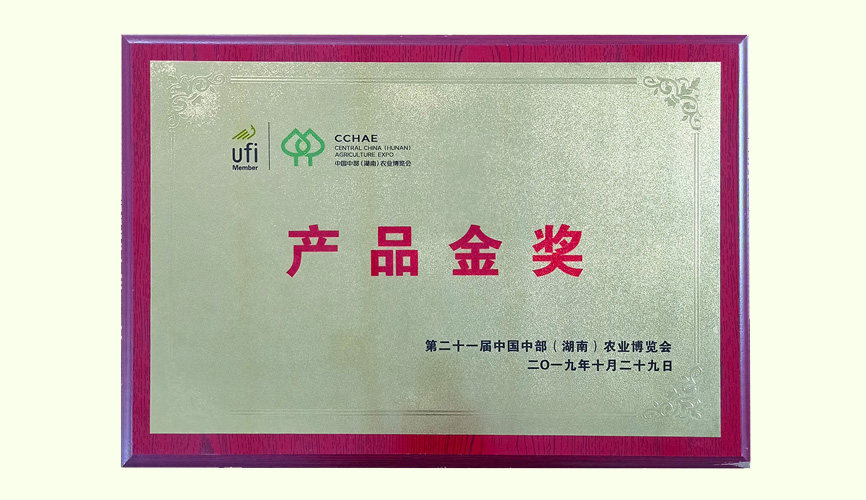 ufi
Member
CCHAE
CENTRAL CHINA (HUNAN)
AGRICULTURE EXPO
中国中部(湖南)农业博览会
产品金奖
第二十一届中国中部(湖南)农业博览会
二O一九年十月二十九日